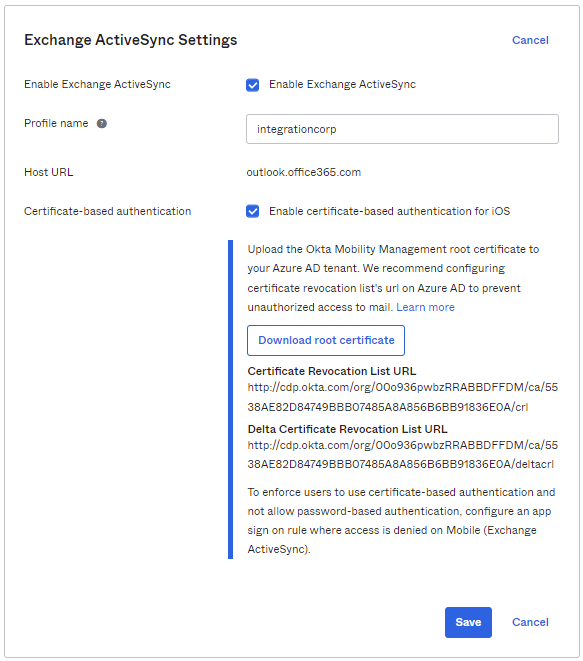 Exchange ActiveSync Settings
Cancel
Enable Exchange ActiveSync
Enable Exchange ActiveSync
Profile name ?
integrationcorp
Host URL
outlook.office365.com
Certificate-based authentication
Enable certificate-based authentication for iOS
Upload the Okta Mobility Management root certificate to
your Azure AD tenant. We recommend configuring
certificate revocation list's url on Azure AD to prevent
unauthorized access to mail. Learn more
Download root certificate
Certificate Revocation List URL
http://cdp.okta.com/org/00o936pwbzRRABBDFFDM/ca/55
38AE82D84749BBB07485A8A856B6BB91836E0A/crl
Delta Certificate Revocation List URL
http://cdp.okta.com/org/00o936pwbzRRABBDFFDM/ca/55
38AE82D84749BBB07485A8A856B6BB91836E0A/deltacrl
To enforce users to use certificate-based authentication and
not allow password-based authentication, configure an app
sign on rule where access is denied on Mobile (Exchange
ActiveSync).
Save
Cancel